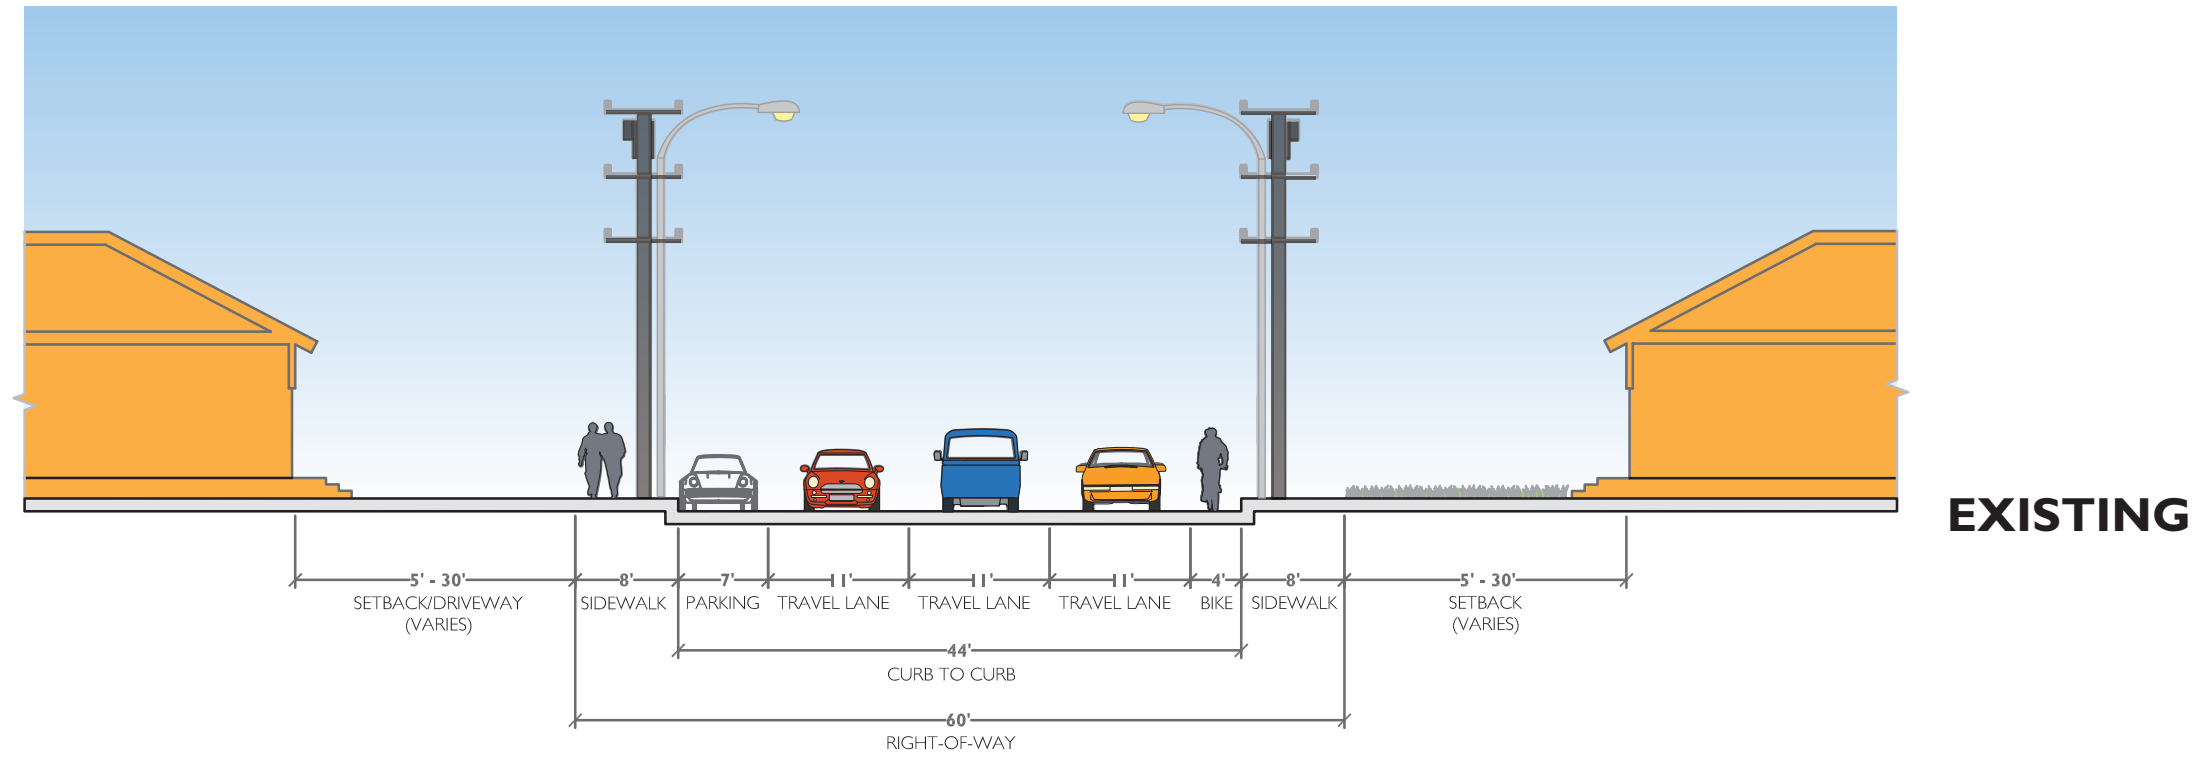 EXISTING
5' - 30' 8' 7' 11' 11' 11' 4' 8' 5' - 30'
SETBACK/DRIVEWAY SIDEWALK PARKING TRAVEL LANE TRAVEL LANE TRAVEL LANE BIKE SIDEWALK SETBACK
(VARIES) (VARIES)
44'
CURB TO CURB
60'
RIGHT-OF-WAY